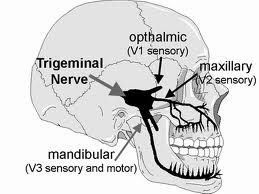 opthalmic
(V1 sensory)
Trigeminal
Nerve
maxillary
(V2 sensory)
mandibular
(V3 sensory and motor)